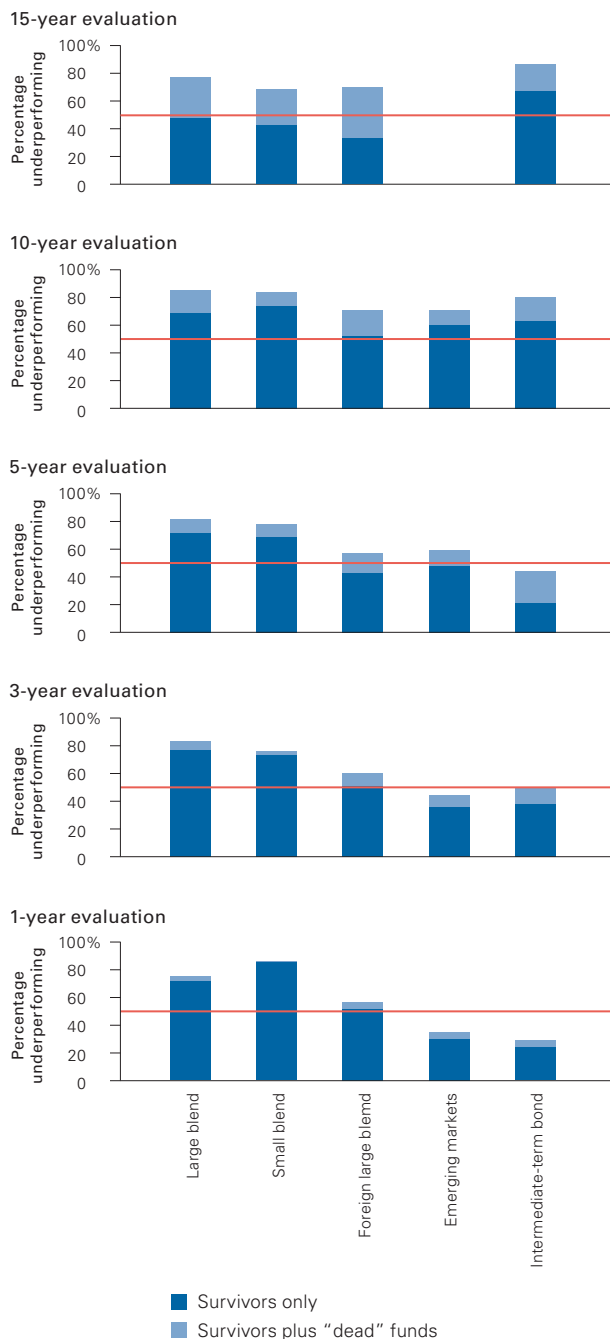 15-year evaluation
Percentage
underperforming
100%
80
60
40
20
0
10-year evaluation
Percentage
underperforming
100%
80
60
40
20
0
5-year evaluation
Percentage
underperforming
100%
80
60
40
20
0
3-year evaluation
Percentage
underperforming
100%
80
60
40
20
0
1-year evaluation
Percentage
underperforming
100%
80
60
40
20
0
Large blend
Small blend
Foreign large blemd
Emerging markets
Intermediate-term bond
Survivors only
Survivors plus “dead” funds